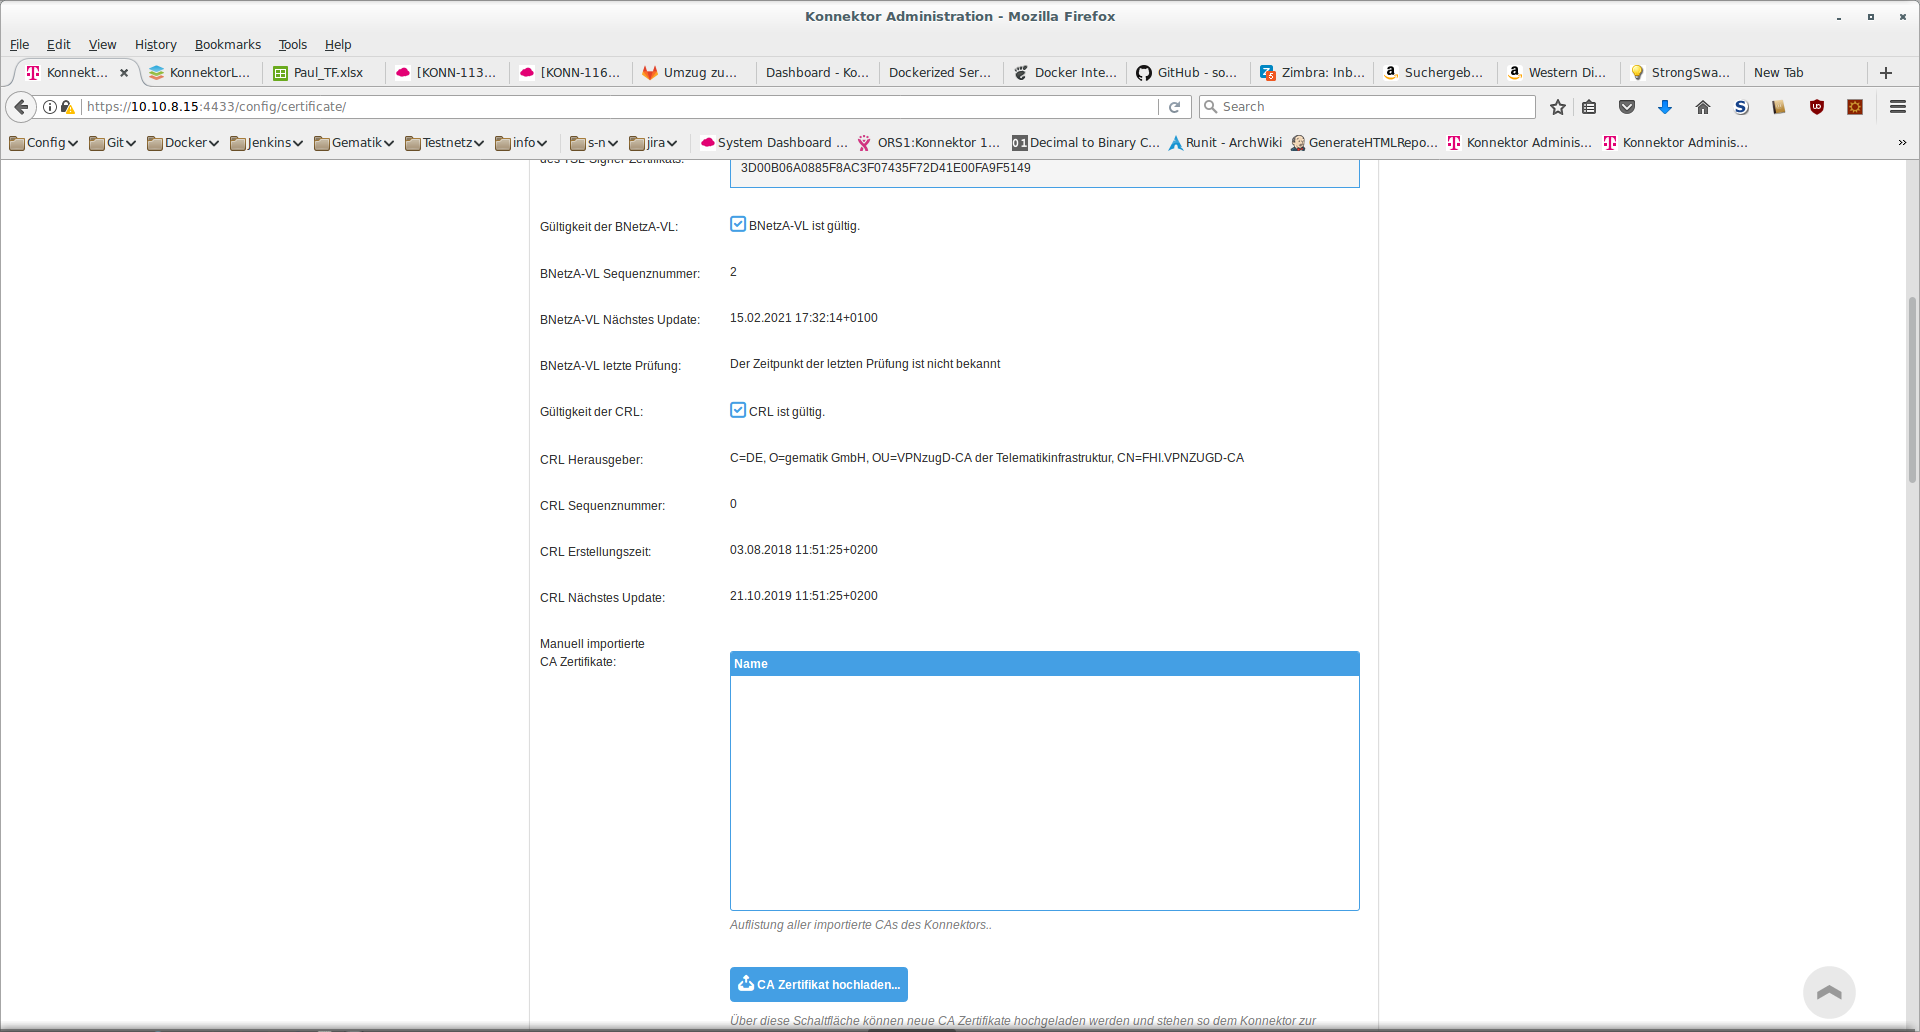 Konnektor Administration - Mozilla Firefox
File Edit View History Bookmarks Tools Help
Konnekt... KonnektorL... Paul_TF.xlsx [KONN-113... [KONN-116... Umzug zu... Dashboard - Ko... Dockerized Ser... Docker Inte... GitHub - so... Zimbra: Inb... Suchergeb... Western Di... StrongSwa... New Tab
https://10.10.8.15:4433/config/certificate/ Search
Config Git Docker Jenkins Gematik Testnetz info s-n jira System Dashboard ... ORS1:Konnektor 1... Decimal to Binary C... Runit - ArchWiki GenerateHTMLRepo... Konnektor Adminis... Konnektor Adminis... »
des TSL Signer Zertifikats: 3D00B06A0885F8AC3F07435F72D41E00FA9F5149
Gültigkeit der BNetzA-VL: BNetzA-VL ist gültig.
BNetzA-VL Sequenznummer: 2
BNetzA-VL Nächstes Update: 15.02.2021 17:32:14+0100
BNetzA-VL letzte Prüfung: Der Zeitpunkt der letzten Prüfung ist nicht bekannt
Gültigkeit der CRL: CRL ist gültig.
CRL Herausgeber: C=DE, O=gematik GmbH, OU=VPNzugD-CA der Telematikinfrastruktur, CN=FHI.VPNZUGD-CA
CRL Sequenznummer: 0
CRL Erstellungszeit: 03.08.2018 11:51:25+0200
CRL Nächstes Update: 21.10.2019 11:51:25+0200
Manuell importierte
CA Zertifikate:
Name
Auflistung aller importierte CAs des Konnektors..
CA Zertifikat hochladen...
Über diese Schaltfläche können neue CA Zertifikate hochgeladen werden und stehen so dem Konnektor zur